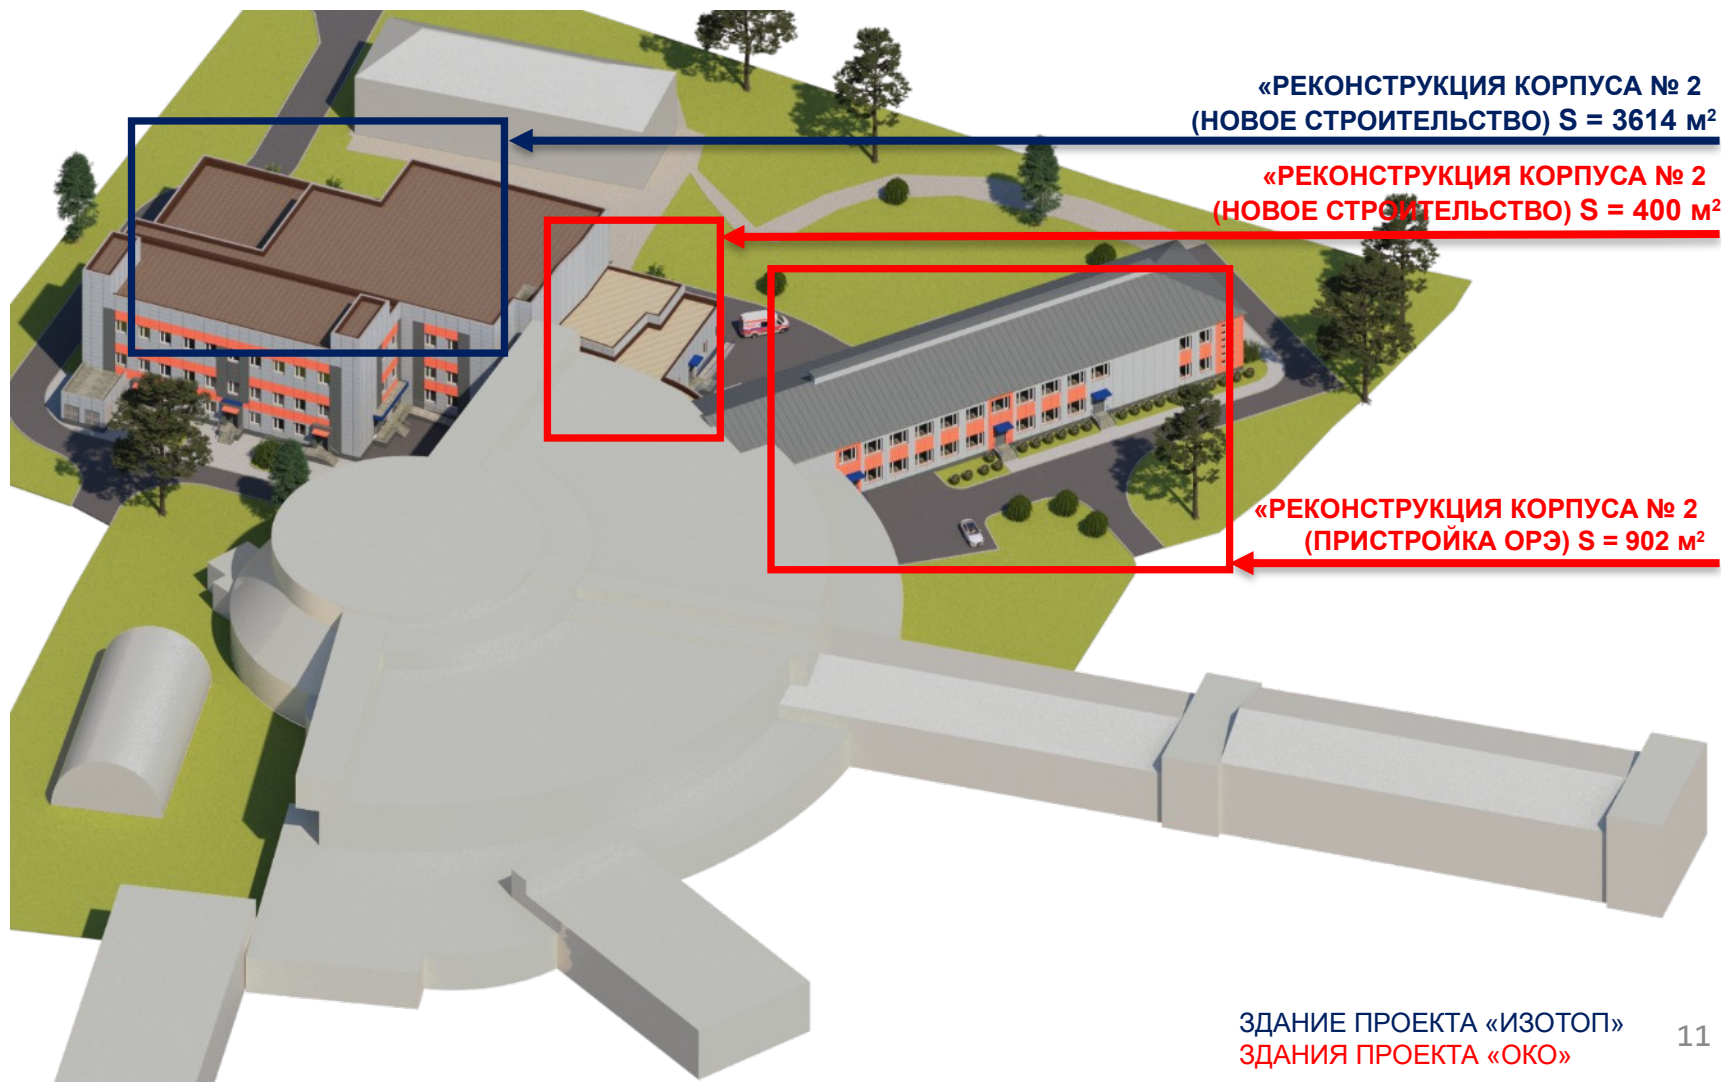 «РЕКОНСТРУКЦИЯ КОРПУСА № 2
(НОВОЕ СТРОИТЕЛЬСТВО) S = 3614 м²
«РЕКОНСТРУКЦИЯ КОРПУСА № 2
(НОВОЕ СТРОИТЕЛЬСТВО) S = 400 м²
«РЕКОНСТРУКЦИЯ КОРПУСА № 2
(ПРИСТРОЙКА ОРЭ) S = 902 м²
ЗДАНИЕ ПРОЕКТА «ИЗОТОП»
ЗДАНИЯ ПРОЕКТА «ОКО»
11